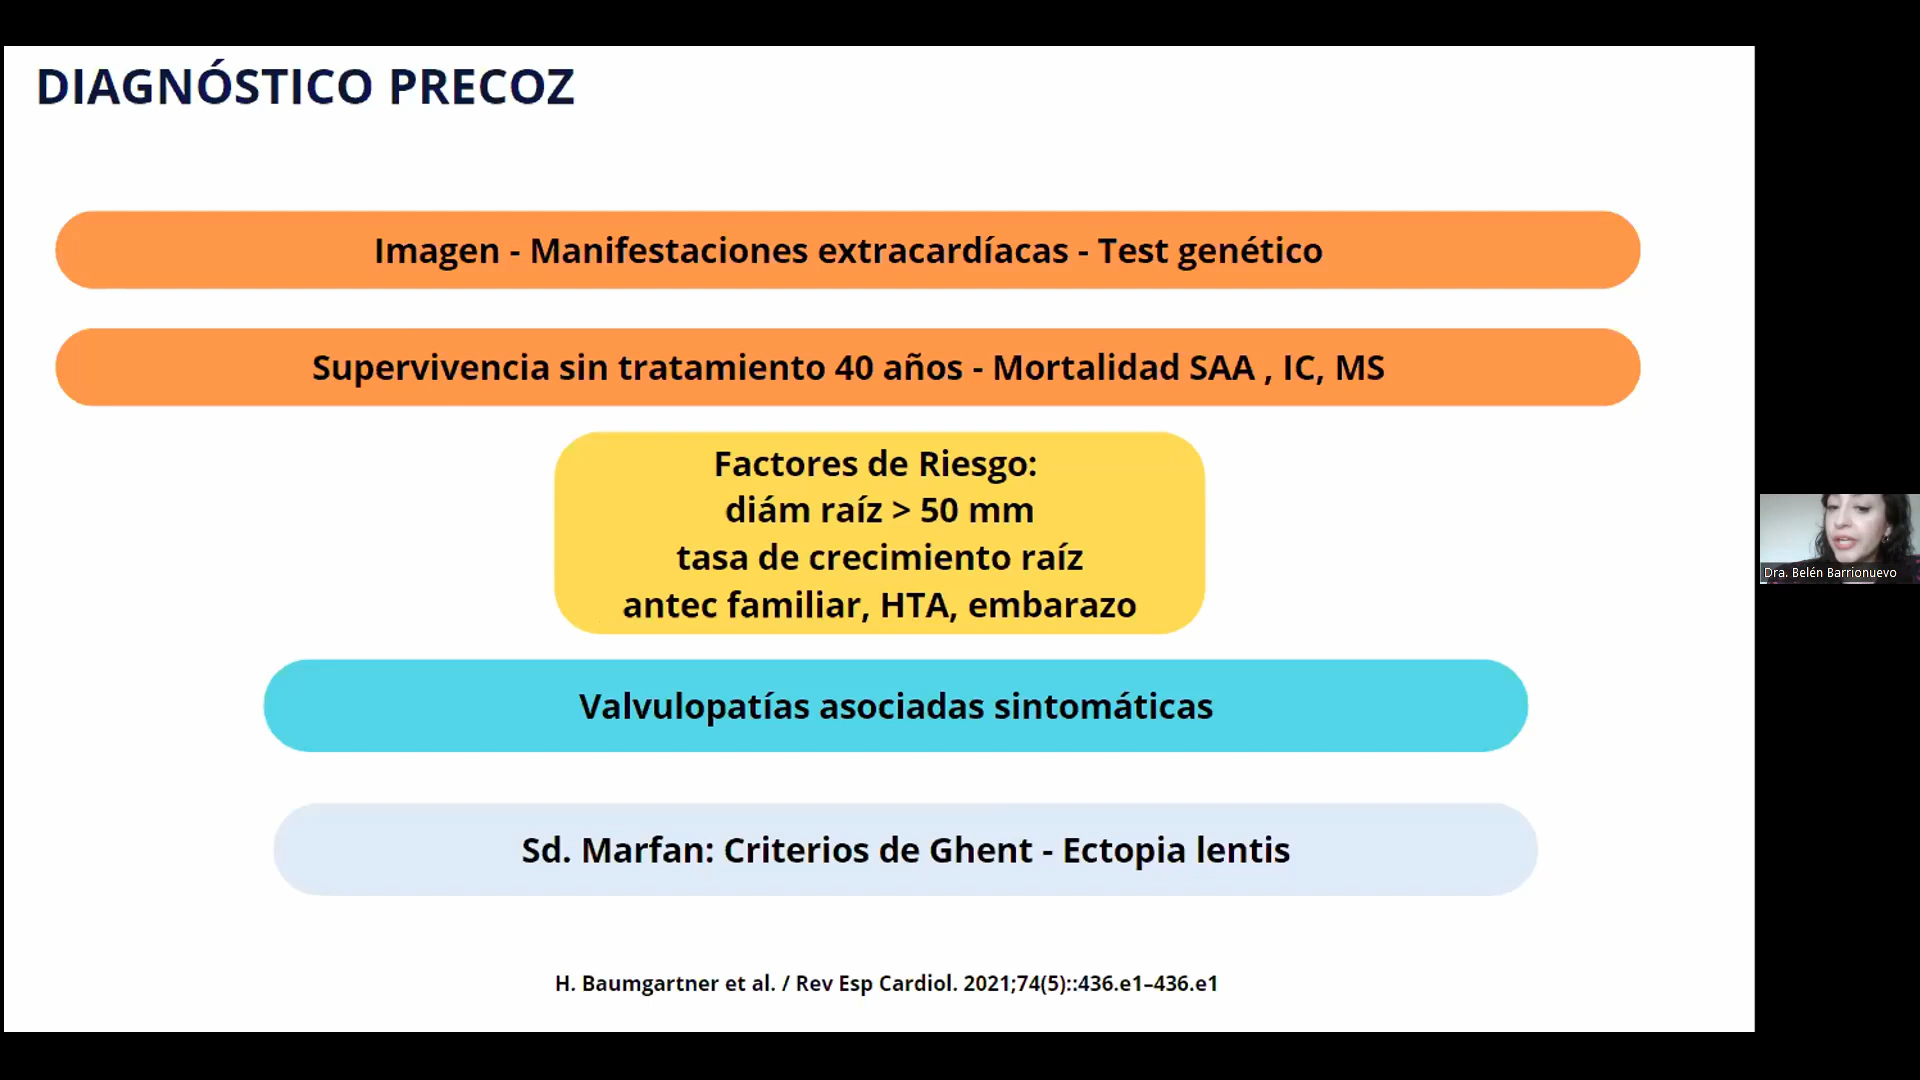 DIAGNÓSTICO PRECOZ
Imagen - Manifestaciones extracardíacas - Test genético
Supervivencia sin tratamiento 40 años - Mortalidad SAA , IC, MS
Factores de Riesgo:
diám raíz > 50 mm
tasa de crecimiento raíz
antec familiar, HTA, embarazo
Valvulopatías asociadas sintomáticas
Sd. Marfan: Criterios de Ghent - Ectopia lentis
H. Baumgartner et al. / Rev Esp Cardiol. 2021;74(5)::436.e1–436.e1
Dra. Belén Barrionuevo